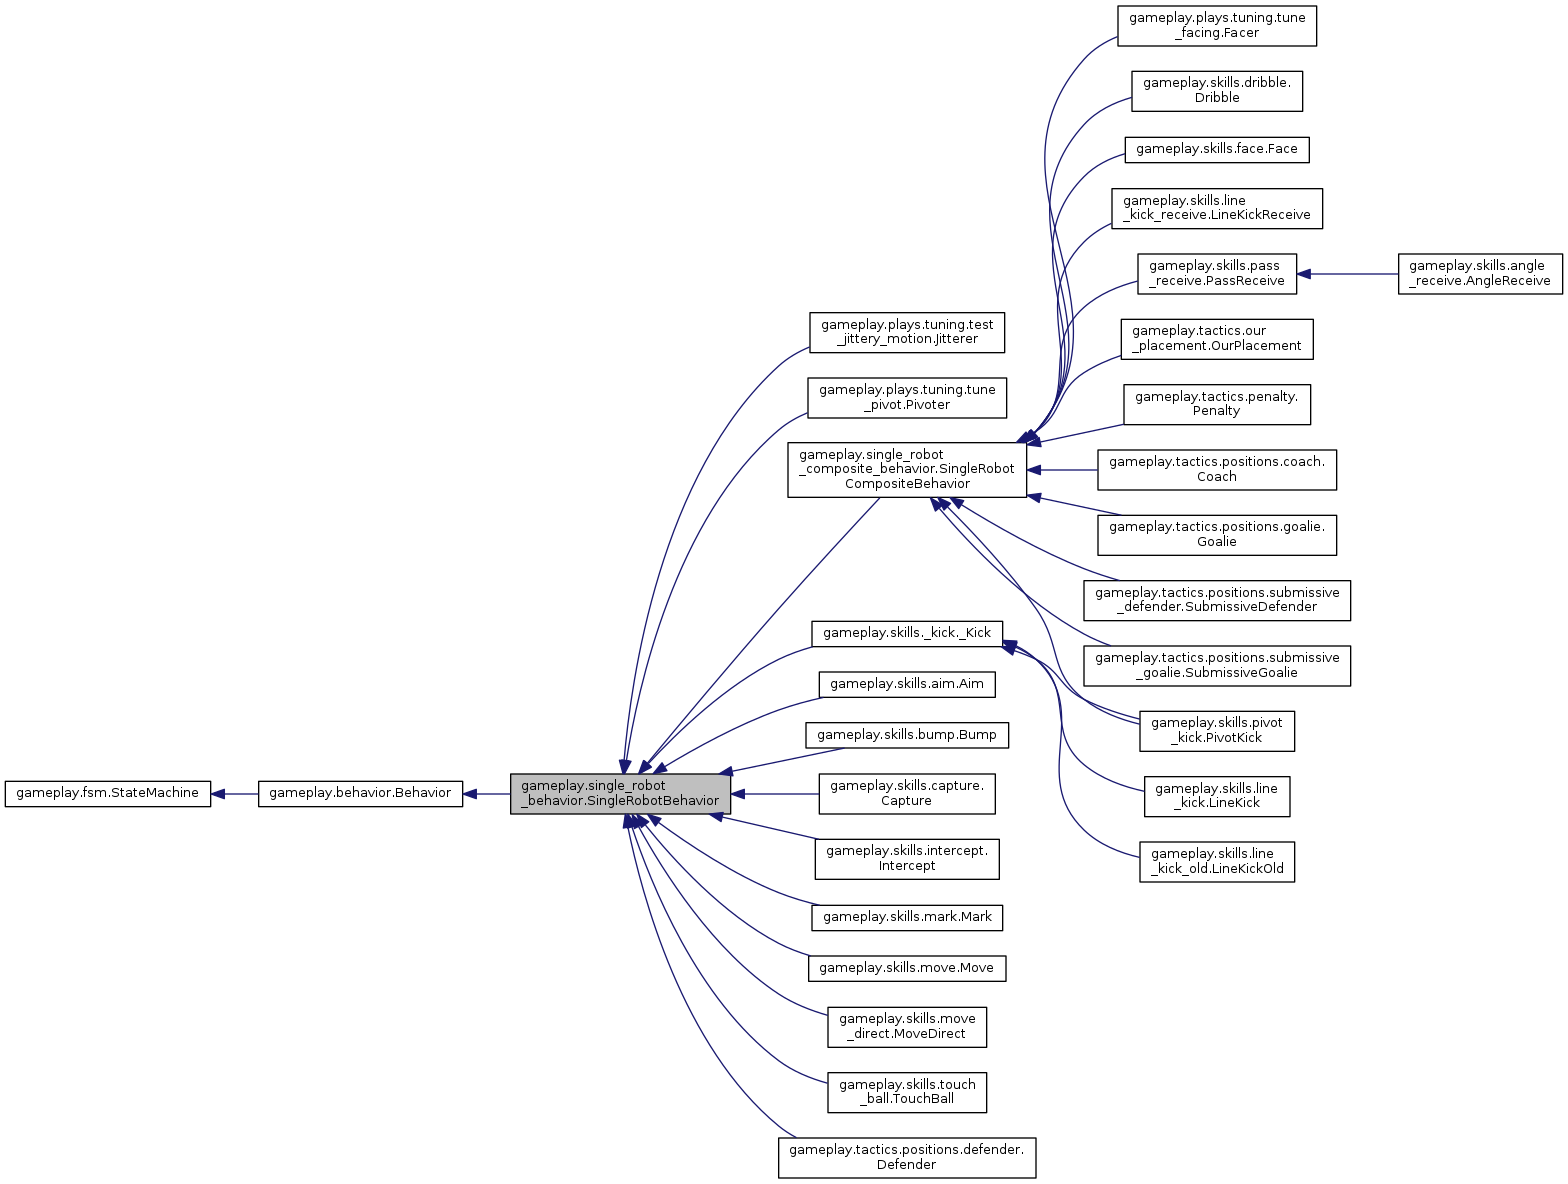 gameplay.fsm.StateMachine
gameplay.behavior.Behavior
gameplay.single_robot
_behavior.SingleRobotBehavior
gameplay.plays.tuning.test
_jittery_motion.Jitterer
gameplay.plays.tuning.tune
_pivot.Pivoter
gameplay.single_robot
_composite_behavior.SingleRobot
CompositeBehavior
gameplay.skills._kick._Kick
gameplay.skills.aim.Aim
gameplay.skills.bump.Bump
gameplay.skills.capture.
Capture
gameplay.skills.intercept.
Intercept
gameplay.skills.mark.Mark
gameplay.skills.move.Move
gameplay.skills.move
_direct.MoveDirect
gameplay.skills.touch
_ball.TouchBall
gameplay.tactics.positions.defender.
Defender
gameplay.plays.tuning.tune
_facing.Facer
gameplay.skills.dribble.
Dribble
gameplay.skills.face.Face
gameplay.skills.line
_kick_receive.LineKickReceive
gameplay.skills.pass
_receive.PassReceive
gameplay.tactics.our
_placement.OurPlacement
gameplay.tactics.penalty.
Penalty
gameplay.tactics.positions.coach.
Coach
gameplay.tactics.positions.goalie.
Goalie
gameplay.tactics.positions.submissive
_defender.SubmissiveDefender
gameplay.tactics.positions.submissive
_goalie.SubmissiveGoalie
gameplay.skills.pivot
_kick.PivotKick
gameplay.skills.line
_kick.LineKick
gameplay.skills.line
_kick_old.LineKickOld
gameplay.skills.angle
_receive.AngleReceive